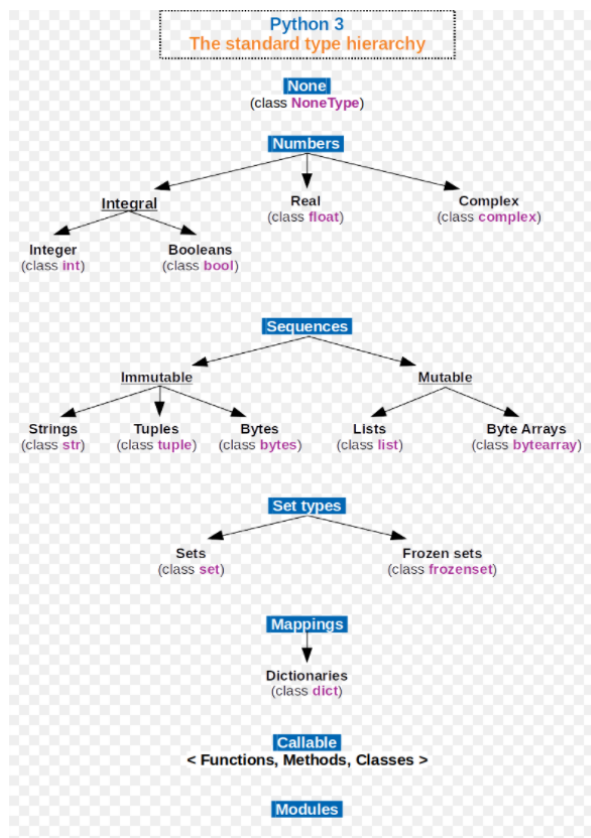 Python 3
The standard type hierarchy
None
(class NoneType)
Numbers
Integral
Real
(class float)
Complex
(class complex)
Integer
(class int)
Booleans
(class bool)
Sequences
Immutable
Mutable
Strings
(class str)
Tuples
(class tuple)
Bytes
(class bytes)
Lists
(class list)
Byte Arrays
(class bytearray)
Set types
Sets
(class set)
Frozen sets
(class frozenset)
Mappings
Dictionaries
(class dict)
Callable
< Functions, Methods, Classes >
Modules